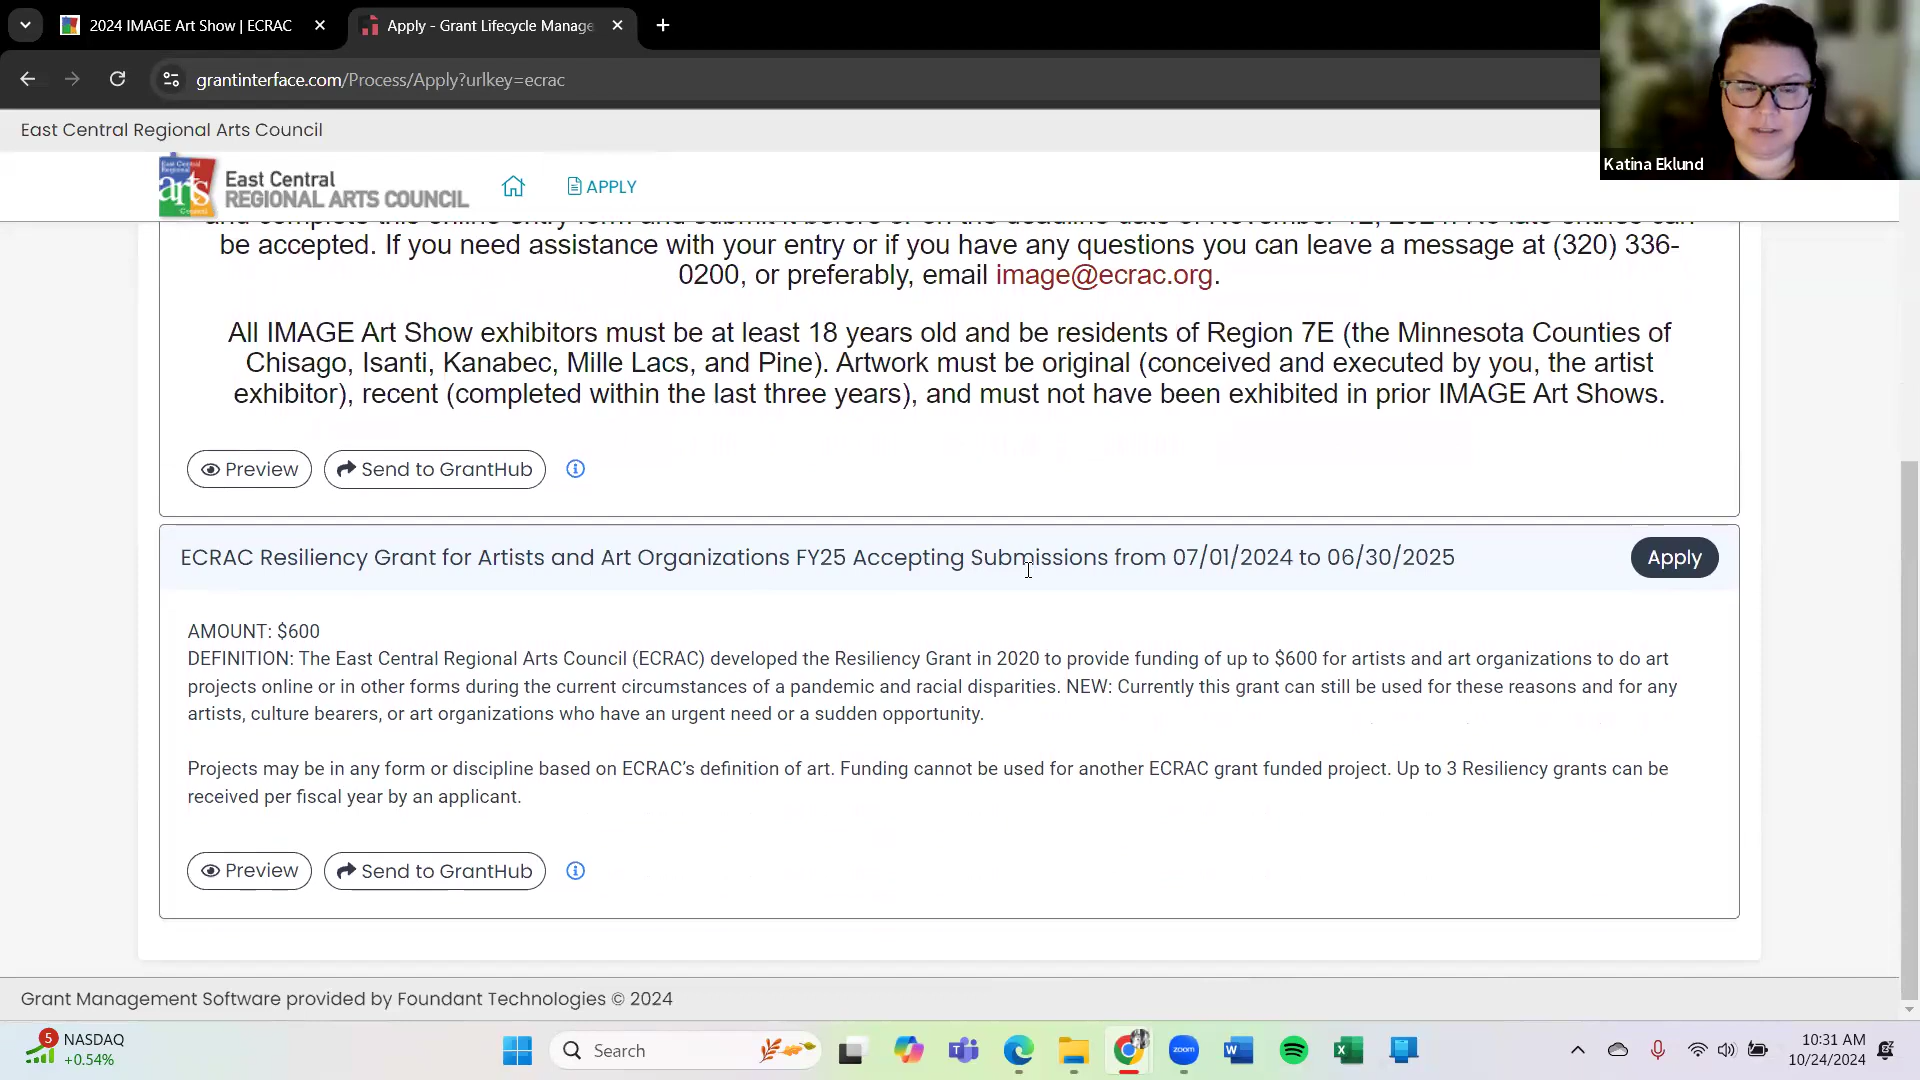 2024 IMAGE Art Show | ECRAC
Apply - Grant Lifecycle Manage
grantinterface.com/Process/Apply?urlkey=ecrac
Katina Eklund
East Central Regional Arts Council
East Central
Regional
arts
Council
East Central
REGIONAL ARTS COUNCIL
APPLY
be accepted. If you need assistance with your entry or if you have any questions you can leave a message at (320) 336-
0200, or preferably, email image@ecrac.org.
All IMAGE Art Show exhibitors must be at least 18 years old and be residents of Region 7E (the Minnesota Counties of
Chisago, Isanti, Kanabec, Mille Lacs, and Pine). Artwork must be original (conceived and executed by you, the artist
exhibitor), recent (completed within the last three years), and must not have been exhibited in prior IMAGE Art Shows.
Preview Send to GrantHub
ECRAC Resiliency Grant for Artists and Art Organizations FY25 Accepting Submissions from 07/01/2024 to 06/30/2025 Apply
AMOUNT: $600
DEFINITION: The East Central Regional Arts Council (ECRAC) developed the Resiliency Grant in 2020 to provide funding of up to $600 for artists and art organizations to do art
projects online or in other forms during the current circumstances of a pandemic and racial disparities. NEW: Currently this grant can still be used for these reasons and for any
artists, culture bearers, or art organizations who have an urgent need or a sudden opportunity.
Projects may be in any form or discipline based on ECRAC’s definition of art. Funding cannot be used for another ECRAC grant funded project. Up to 3 Resiliency grants can be
received per fiscal year by an applicant.
Preview Send to GrantHub
Grant Management Software provided by Foundant Technologies © 2024
5 NASDAQ
+0.54%
Search
zoom
10:31 AM
10/24/2024